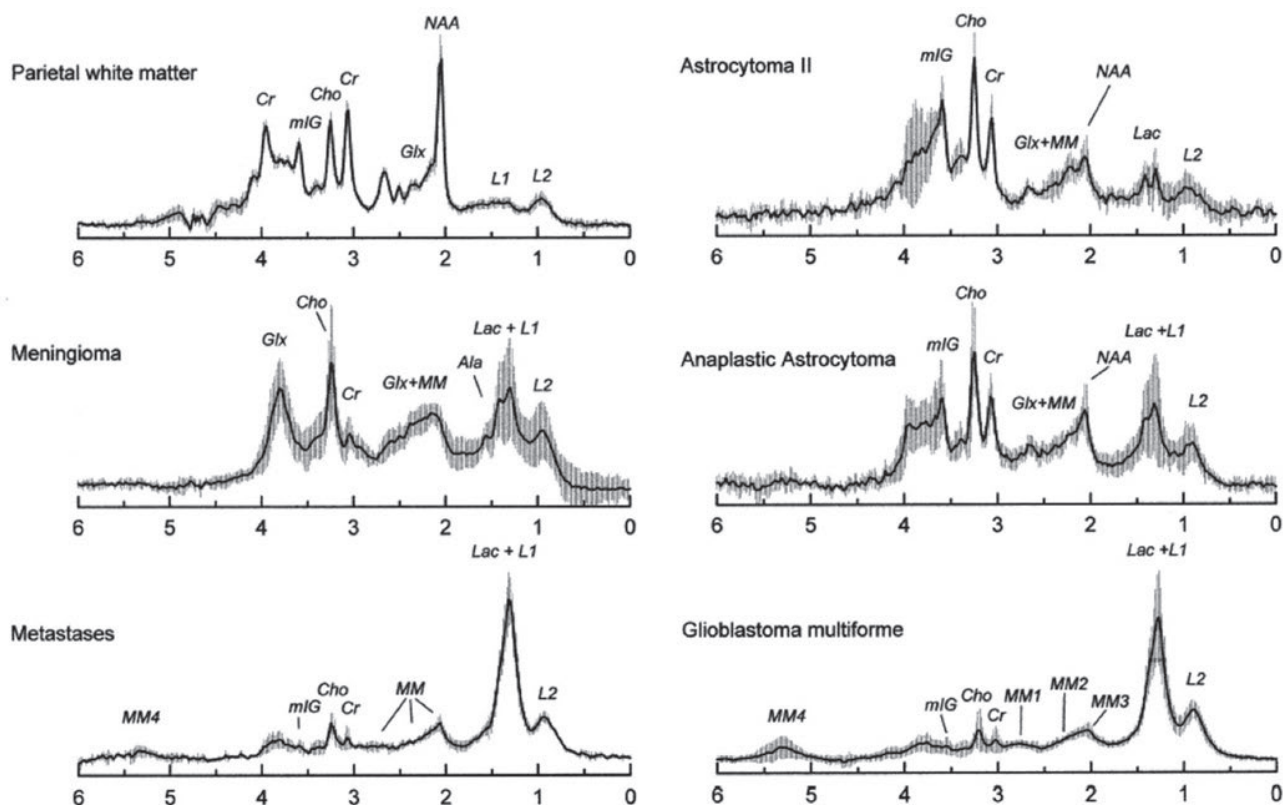 Parietal white matter
NAA
Cr
mIG
Cho
Cr
Glx
L1
L2
6 5 4 3 2 1 0
Astrocytoma II
mIG
Cho
Cr
Glx+MM
NAA
Lac
L2
6 5 4 3 2 1 0
Meningioma
Glx
Cho
Cr
Glx+MM
Ala
Lac + L1
L2
6 5 4 3 2 1 0
Anaplastic Astrocytoma
mIG
Cho
Cr
Glx+MM
NAA
Lac +L1
L2
6 5 4 3 2 1 0
Metastases
MM4
mIG
Cho
Cr
MM
Lac + L1
L2
6 5 4 3 2 1 0
Glioblastoma multiforme
MM4
mIG
Cho
Cr
MM1
MM2
MM3
Lac +L1
L2
6 5 4 3 2 1 0